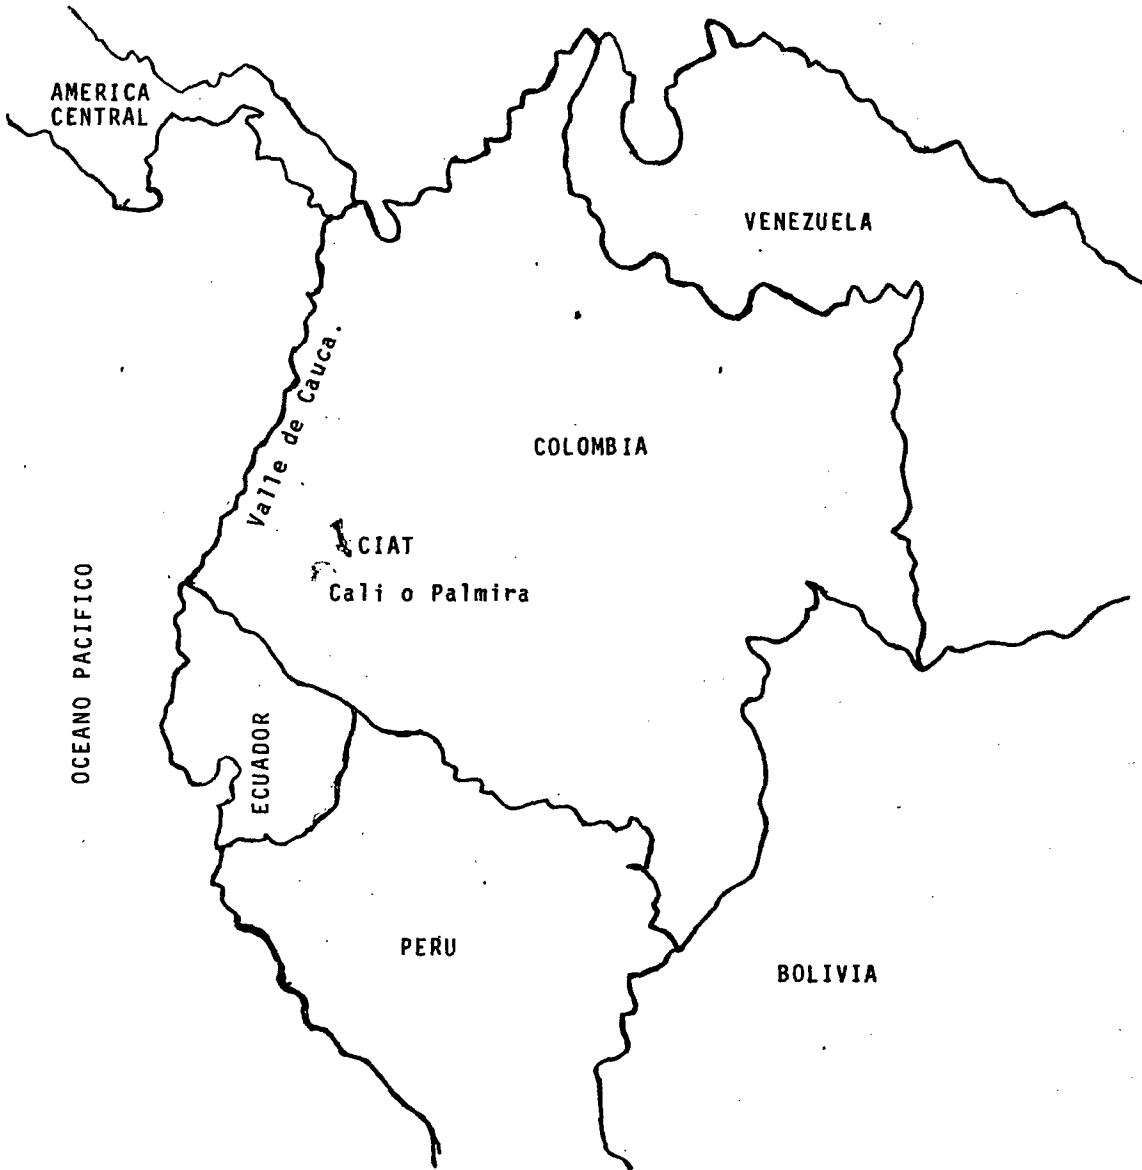 AMERICA
CENTRAL
VENEZUELA
Valle de Cauca.
COLOMBIA
CIAT
Cali o Palmira
OCEANO PACIFICO
ECUADOR
PERU
BOLIVIA